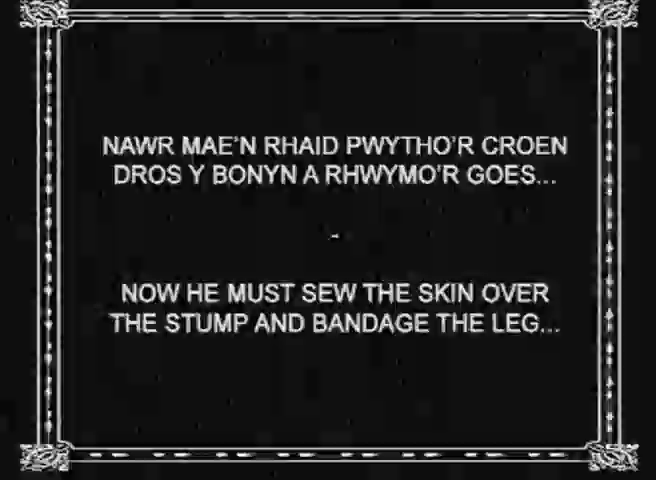 NAWR MAE'N RHAID PWYTHO'R CROEN
DROS Y BONYN A RHWYMO'R GOES...
-
NOW HE MUST SEW THE SKIN OVER
THE STUMP AND BANDAGE THE LEG...